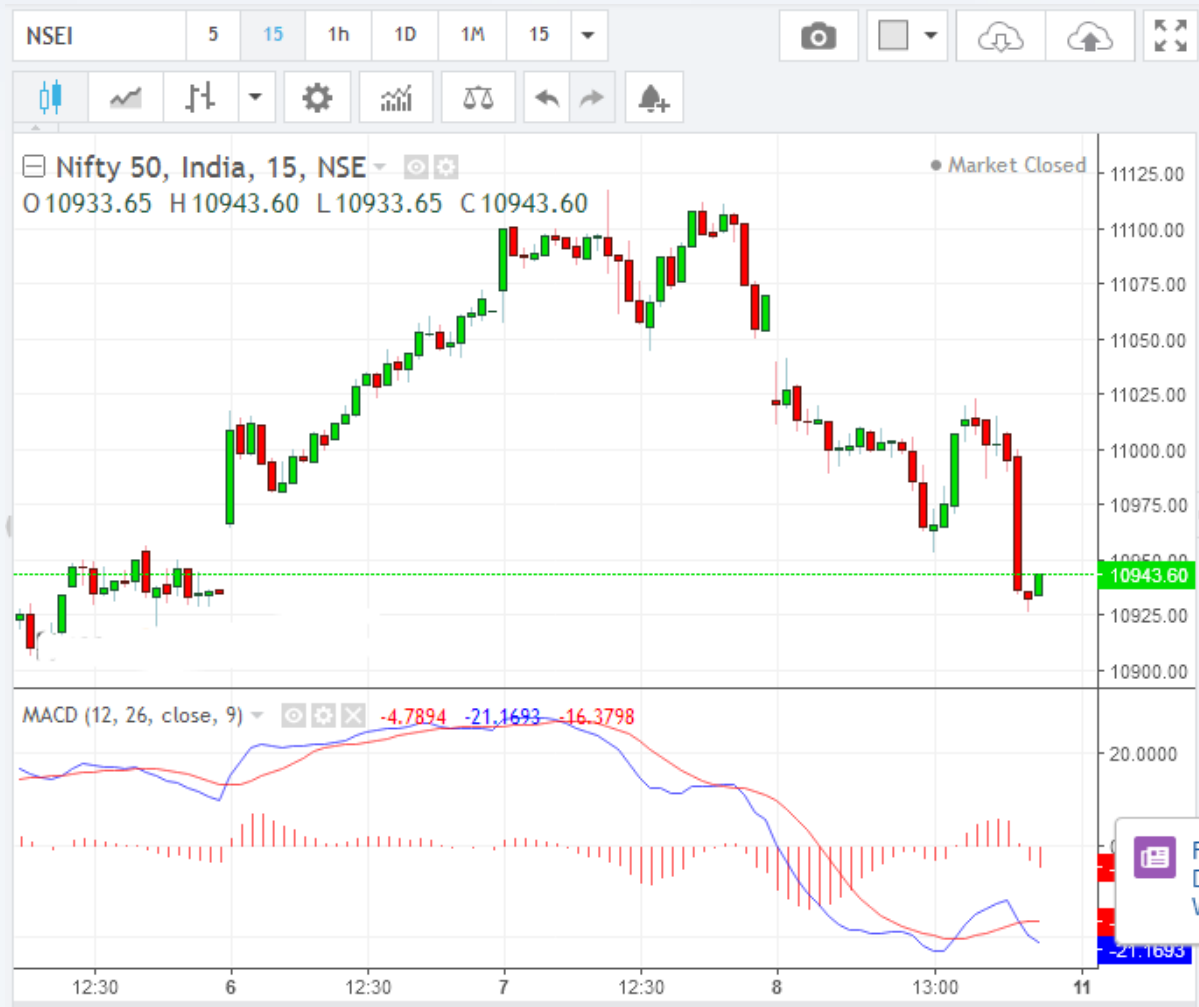 NSEI 5 15 1h 1D 1M 15
Nifty 50, India, 15, NSE
Market Closed
O 10933.65 H 10943.60 L 10933.65 C 10943.60
11125.00
11100.00
11075.00
11050.00
11025.00
11000.00
10975.00
10950.00
10943.60
10925.00
10900.00
MACD (12, 26, close, 9) -4.7894 -21.1693 -16.3798
20.0000
-21.1693
12:30 6 12:30 7 12:30 8 13:00 11